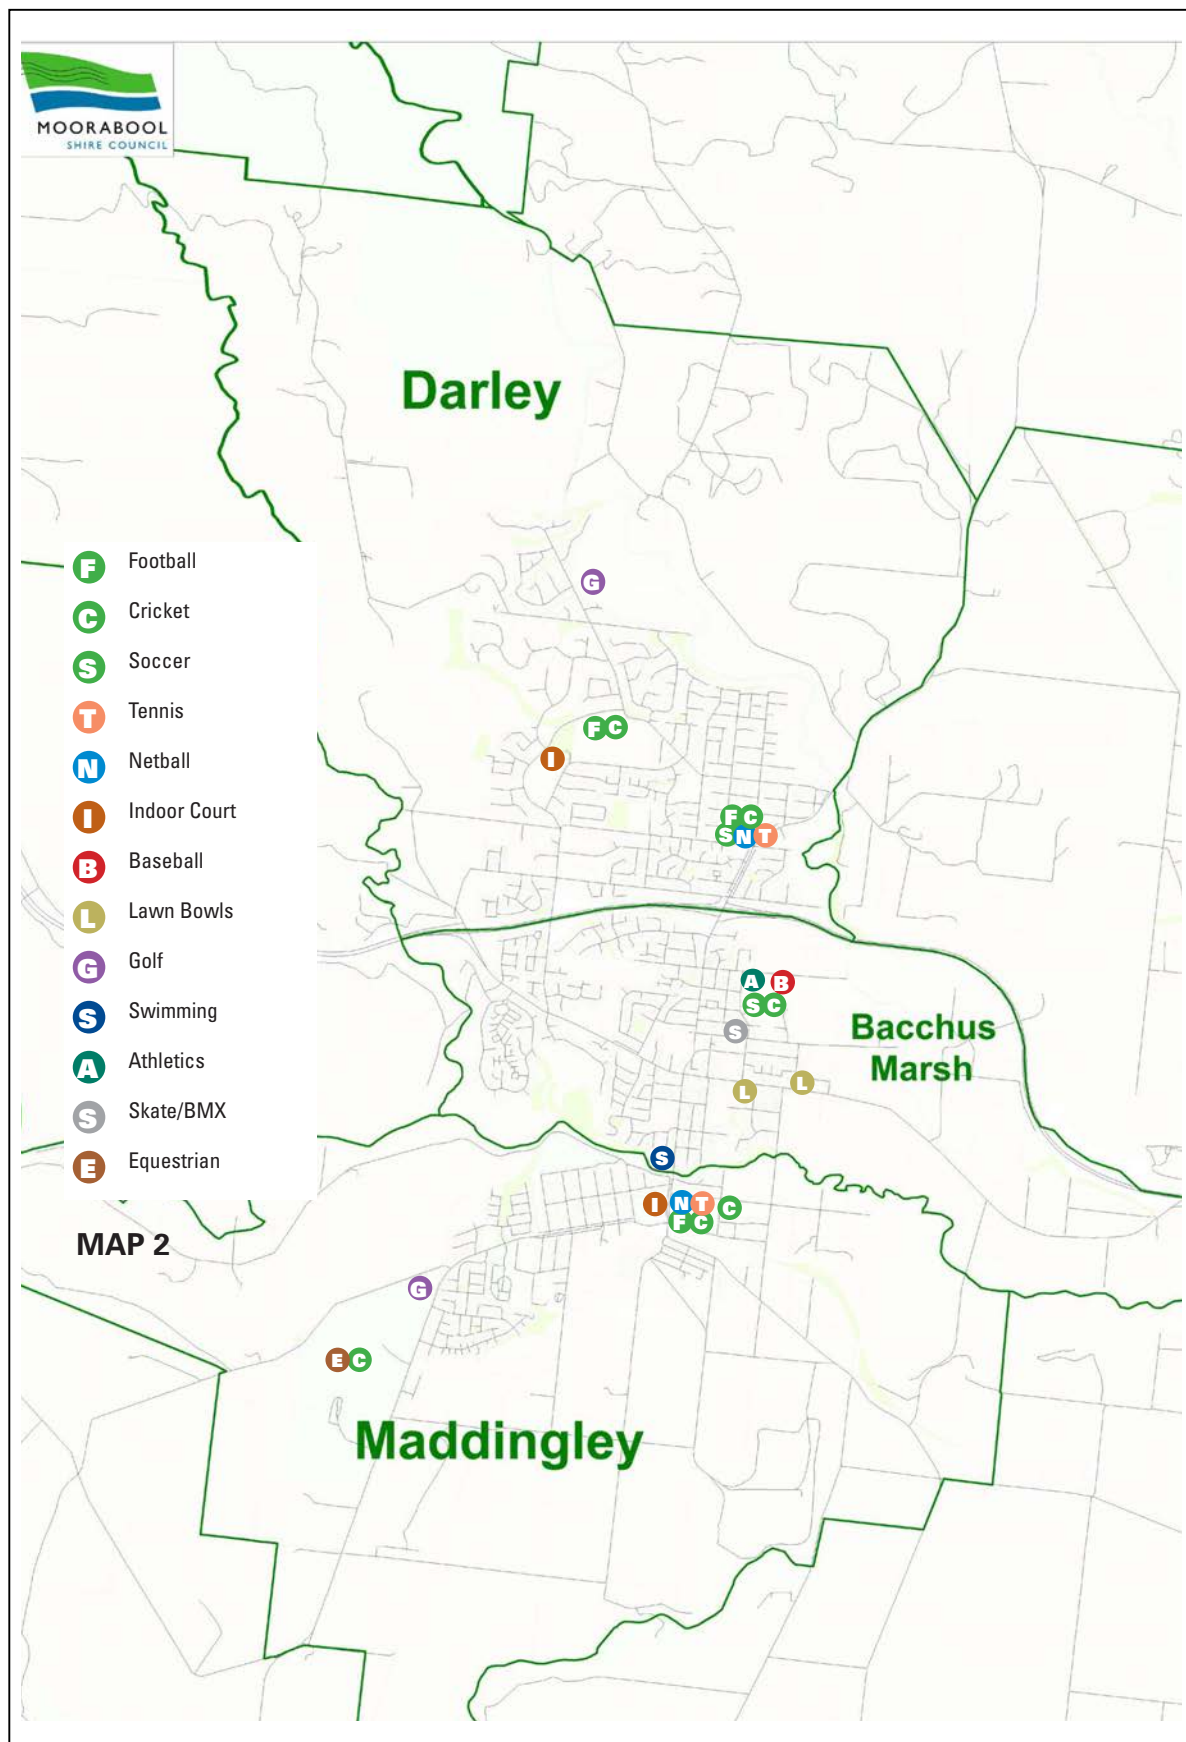 MOORABOOL
SHIRE COUNCIL
Darley
F Football
C Cricket
S Soccer
T Tennis
N Netball
I Indoor Court
B Baseball
L Lawn Bowls
G Golf
S Swimming
A Athletics
S Skate/BMX
E Equestrian
G
F C
I
F C
S N T
A B
S C
S
Bacchus
Marsh
L L
S
I N T C
F C
MAP 2
G
E C
Maddingley